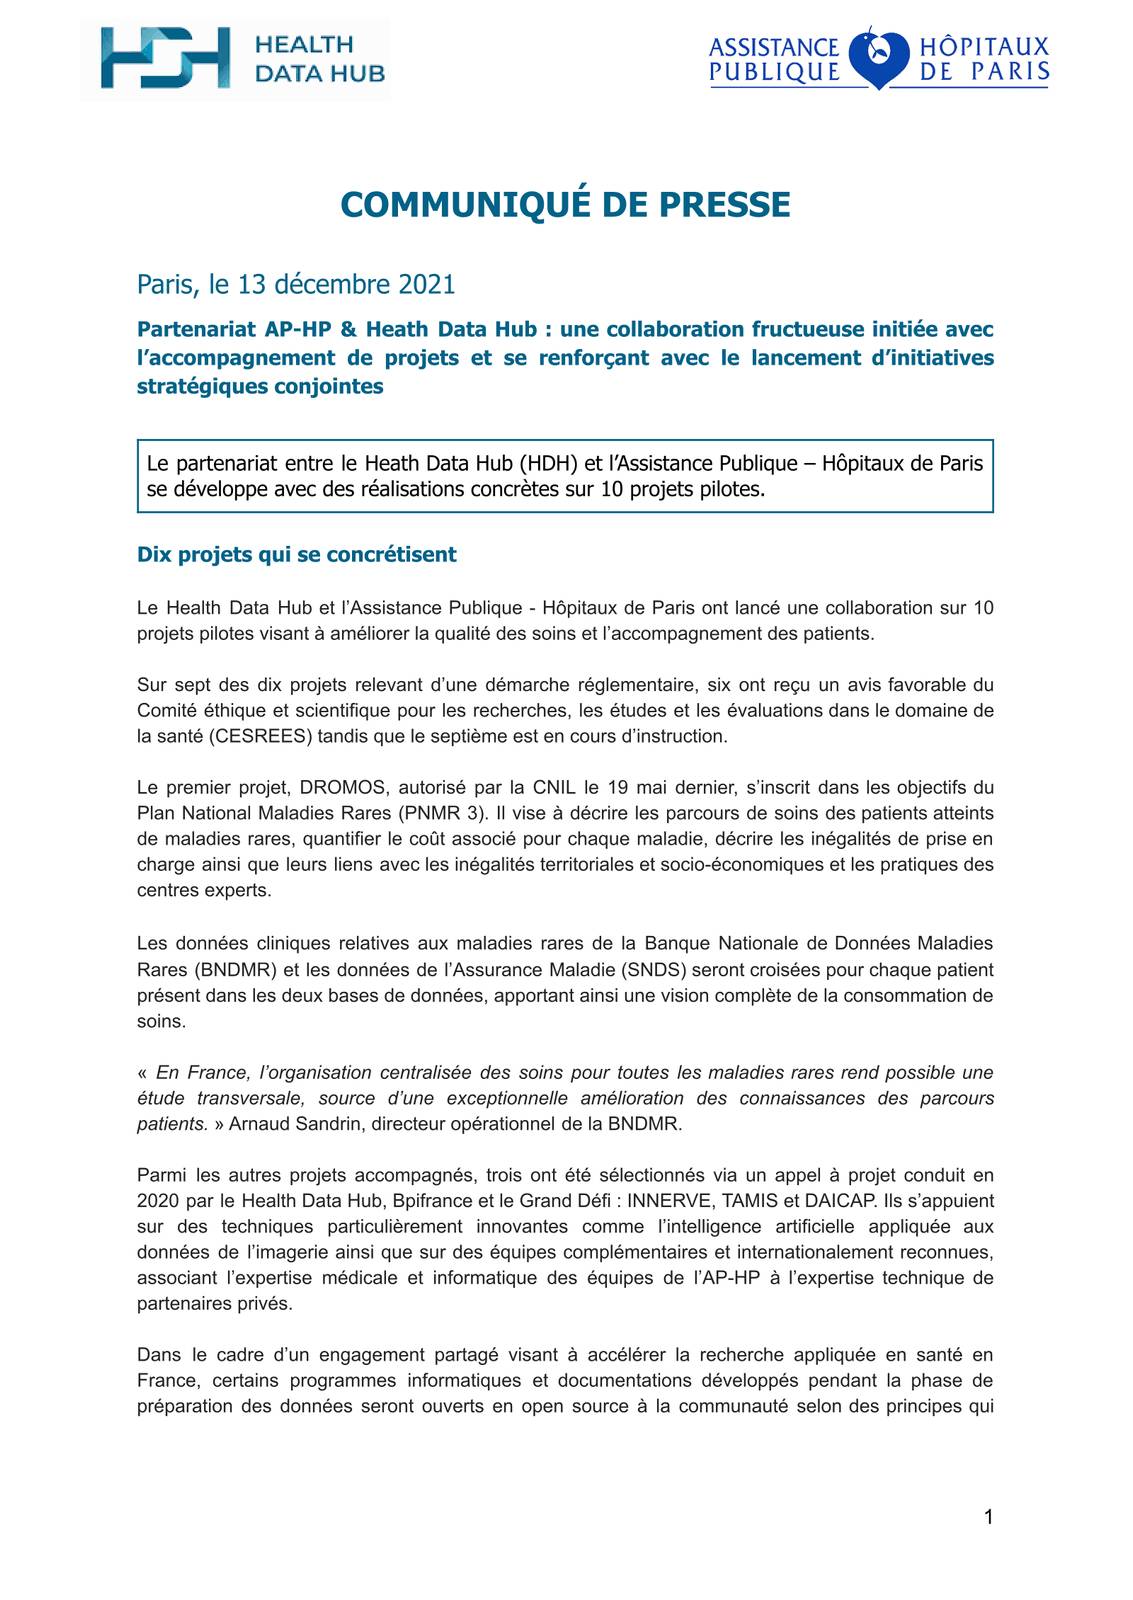 HEALTH
DATA HUB
ASSISTANCE PUBLIQUE
HÔPITAUX DE PARIS
COMMUNIQUÉ DE PRESSE
Paris, le 13 décembre 2021
Partenariat AP-HP & Heath Data Hub : une collaboration fructueuse initiée avec
l’accompagnement de projets et se renforçant avec le lancement d’initiatives
stratégiques conjointes
Le partenariat entre le Heath Data Hub (HDH) et l’Assistance Publique – Hôpitaux de Paris
se développe avec des réalisations concrètes sur 10 projets pilotes.
Dix projets qui se concrétisent
Le Health Data Hub et l’Assistance Publique - Hôpitaux de Paris ont lancé une collaboration sur 10
projets pilotes visant à améliorer la qualité des soins et l’accompagnement des patients.
Sur sept des dix projets relevant d’une démarche réglementaire, six ont reçu un avis favorable du
Comité éthique et scientifique pour les recherches, les études et les évaluations dans le domaine de
la santé (CESREES) tandis que le septième est en cours d’instruction.
Le premier projet, DROMOS, autorisé par la CNIL le 19 mai dernier, s’inscrit dans les objectifs du
Plan National Maladies Rares (PNMR 3). Il vise à décrire les parcours de soins des patients atteints
de maladies rares, quantifier le coût associé pour chaque maladie, décrire les inégalités de prise en
charge ainsi que leurs liens avec les inégalités territoriales et socio-économiques et les pratiques des
centres experts.
Les données cliniques relatives aux maladies rares de la Banque Nationale de Données Maladies
Rares (BNDMR) et les données de l’Assurance Maladie (SNDS) seront croisées pour chaque patient
présent dans les deux bases de données, apportant ainsi une vision complète de la consommation de
soins.
« En France, l’organisation centralisée des soins pour toutes les maladies rares rend possible une
étude transversale, source d’une exceptionnelle amélioration des connaissances des parcours
patients. » Arnaud Sandrin, directeur opérationnel de la BNDMR.
Parmi les autres projets accompagnés, trois ont été sélectionnés via un appel à projet conduit en
2020 par le Health Data Hub, Bpifrance et le Grand Défi : INNERVE, TAMIS et DAICAP. Ils s’appuient
sur des techniques particulièrement innovantes comme l’intelligence artificielle appliquée aux
données de l’imagerie ainsi que sur des équipes complémentaires et internationalement reconnues,
associant l’expertise médicale et informatique des équipes de l’AP-HP à l’expertise technique de
partenaires privés.
Dans le cadre d’un engagement partagé visant à accélérer la recherche appliquée en santé en
France, certains programmes informatiques et documentations développés pendant la phase de
préparation des données seront ouverts en open source à la communauté selon des principes qui
1